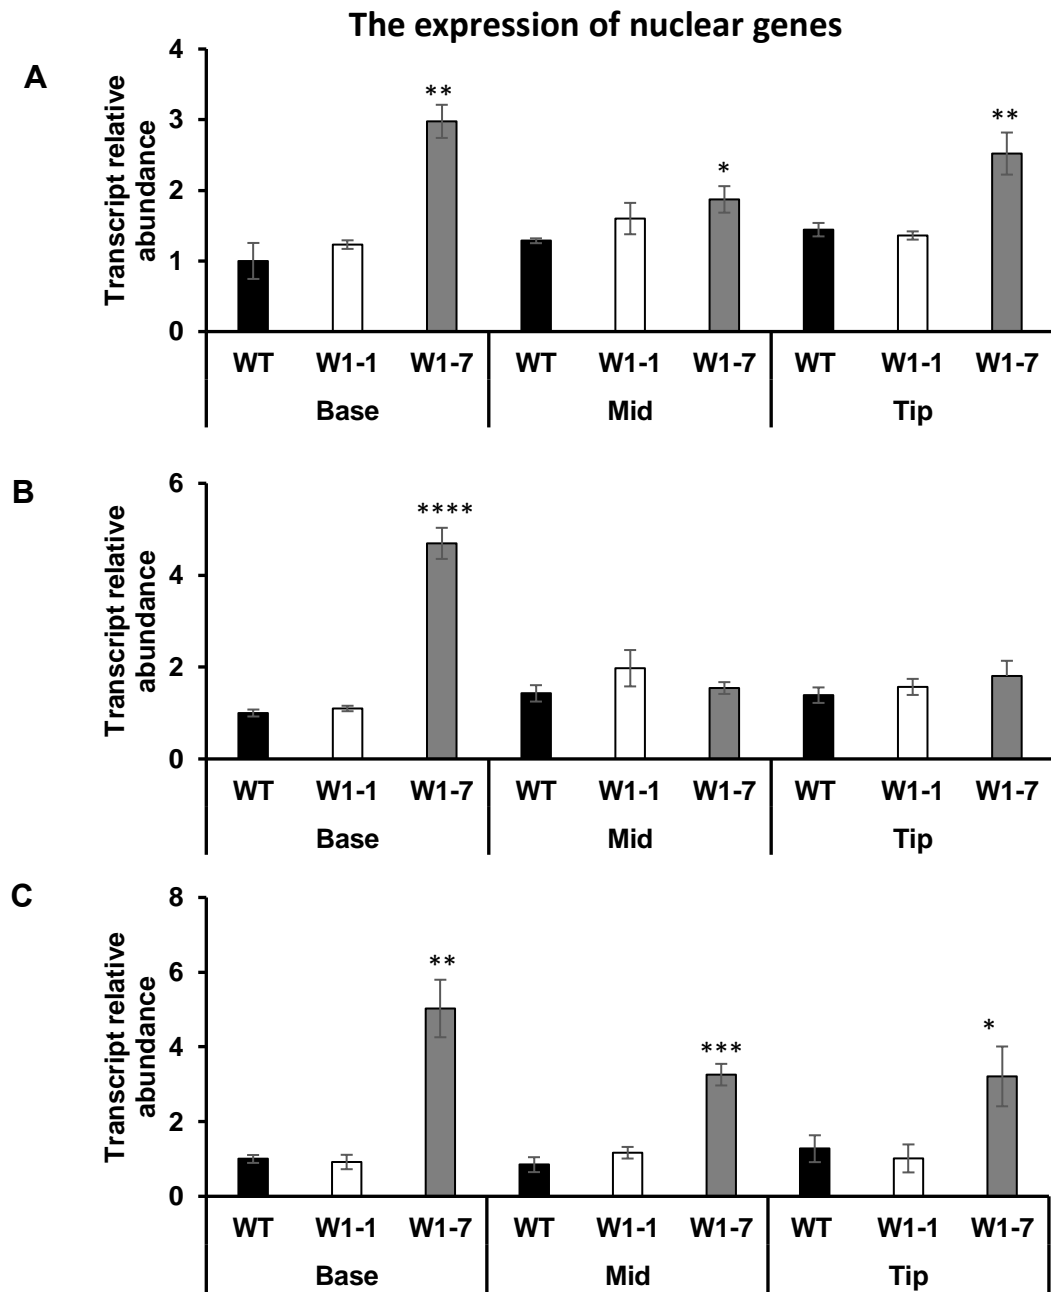 The expression of nuclear genes
A
Transcript relative
abundance
4
3
2
1
0
**
*
**
WT W1-1 W1-7 WT W1-1 W1-7 WT W1-1 W1-7
Base Mid Tip
B
Transcript relative
abundance
6
4
2
0
****
WT W1-1 W1-7 WT W1-1 W1-7 WT W1-1 W1-7
Base Mid Tip
C
Transcript relative
abundance
8
6
4
2
0
**
***
*
WT W1-1 W1-7 WT W1-1 W1-7 WT W1-1 W1-7
Base Mid Tip